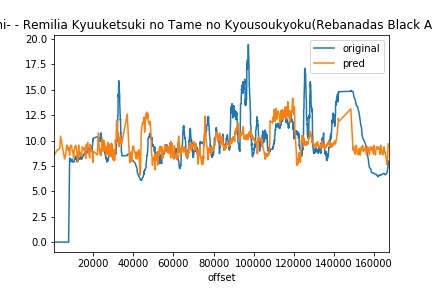 ni- - Remilia Kyuuketsuki no Tame no Kyousoukyoku(Rebanadas Black A
20.0
17.5
15.0
12.5
10.0
7.5
5.0
2.5
0.0
original
pred
20000 40000 60000 80000 100000 120000 140000 160000
offset